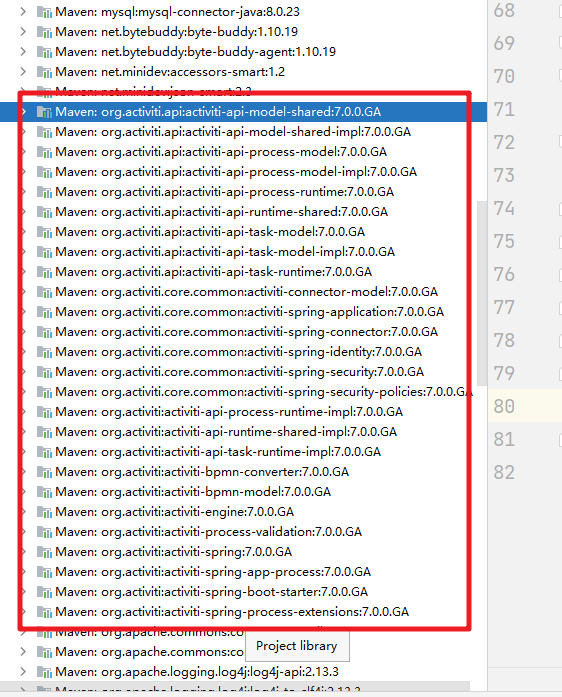 Maven: mysql:mysql-connector-java:8.0.23
Maven: net.bytebuddy:byte-buddy:1.10.19
Maven: net.bytebuddy:byte-buddy-agent:1.10.19
Maven: net.minidev:accessors-smart:1.2
Maven: net.minidev:json-smart:2.3
Maven: org.activiti.api:activiti-api-model-shared:7.0.0.GA
Maven: org.activiti.api:activiti-api-model-shared-impl:7.0.0.GA
Maven: org.activiti.api:activiti-api-process-model:7.0.0.GA
Maven: org.activiti.api:activiti-api-process-model-impl:7.0.0.GA
Maven: org.activiti.api:activiti-api-process-runtime:7.0.0.GA
Maven: org.activiti.api:activiti-api-runtime-shared:7.0.0.GA
Maven: org.activiti.api:activiti-api-task-model:7.0.0.GA
Maven: org.activiti.api:activiti-api-task-model-impl:7.0.0.GA
Maven: org.activiti.api:activiti-api-task-runtime:7.0.0.GA
Maven: org.activiti.core.common:activiti-connector-model:7.0.0.GA
Maven: org.activiti.core.common:activiti-spring-application:7.0.0.GA
Maven: org.activiti.core.common:activiti-spring-connector:7.0.0.GA
Maven: org.activiti.core.common:activiti-spring-identity:7.0.0.GA
Maven: org.activiti.core.common:activiti-spring-security:7.0.0.GA
Maven: org.activiti.core.common:activiti-spring-security-policies:7.0.0.GA
Maven: org.activiti:activiti-api-process-runtime-impl:7.0.0.GA
Maven: org.activiti:activiti-api-runtime-shared-impl:7.0.0.GA
Maven: org.activiti:activiti-api-task-runtime-impl:7.0.0.GA
Maven: org.activiti:activiti-bpmn-converter:7.0.0.GA
Maven: org.activiti:activiti-bpmn-model:7.0.0.GA
Maven: org.activiti:activiti-engine:7.0.0.GA
Maven: org.activiti:activiti-process-validation:7.0.0.GA
Maven: org.activiti:activiti-spring:7.0.0.GA
Maven: org.activiti:activiti-spring-app-process:7.0.0.GA
Maven: org.activiti:activiti-spring-boot-starter:7.0.0.GA
Maven: org.activiti:activiti-spring-process-extensions:7.0.0.GA
Maven: org.apache.commons:co
Maven: org.apache.commons:co
Project library
Maven: org.apache.logging.log4j:log4j-api:2.13.3
Maven: org.apache.logging.log4j:log4j-to-slf4j:2.13.3
68
69
70
71
72
73
74
75
76
77
78
79
80
81
82